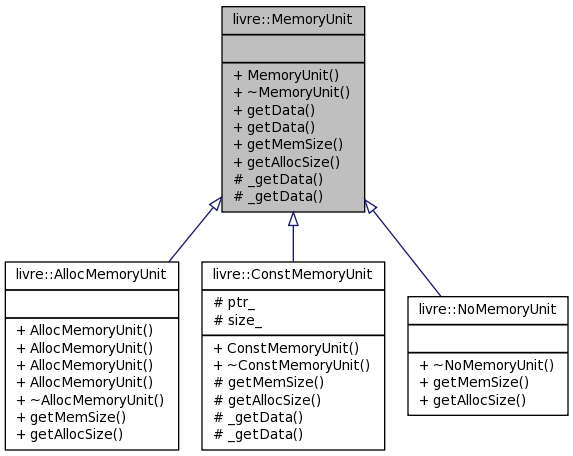 livre::MemoryUnit
+ MemoryUnit()
+ ~MemoryUnit()
+ getData()
+ getData()
+ getMemSize()
+ getAllocSize()
# _getData()
# _getData()
livre::AllocMemoryUnit
+ AllocMemoryUnit()
+ AllocMemoryUnit()
+ AllocMemoryUnit()
+ AllocMemoryUnit()
+ ~AllocMemoryUnit()
+ getMemSize()
+ getAllocSize()
livre::ConstMemoryUnit
# ptr_
# size_
+ ConstMemoryUnit()
+ ~ConstMemoryUnit()
# getMemSize()
# getAllocSize()
# _getData()
# _getData()
livre::NoMemoryUnit
+ ~NoMemoryUnit()
+ getMemSize()
+ getAllocSize()